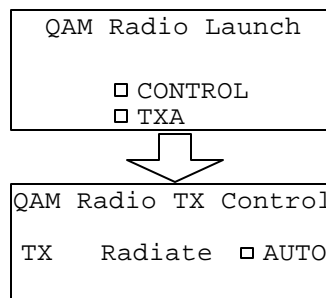 QAM Radio Launch
CONTROL
TXA
QAM Radio TX Control
TX Radiate AUTO